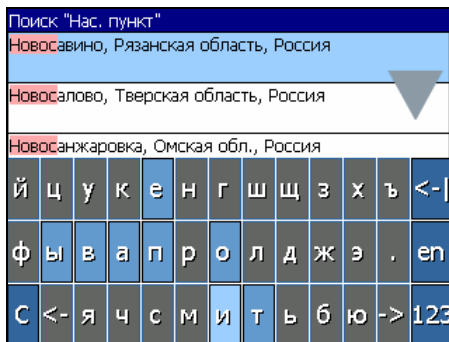 Поиск "Нас. пункт"
Новосавино, Рязанская область, Россия
Новосалово, Тверская область, Россия
Новосанжаровка, Омская обл., Россия
й ц у к е н г ш щ з х ъ <-|
ф ы в а п р о л д ж э . en
C <- я ч с м и т ь б ю -> 123